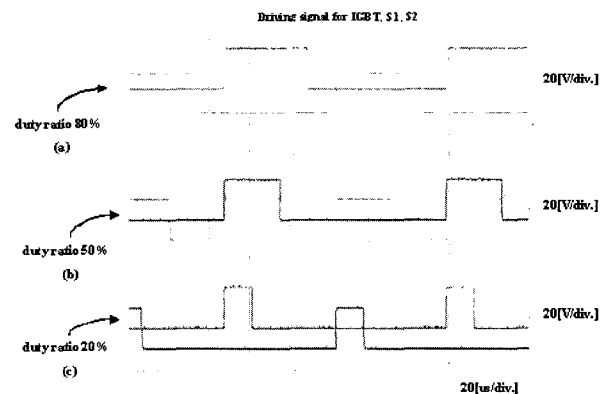 Driving signal for IGBT, S1, S2
20[V/div.]
duty ratio 80%
(a)
20[V/div.]
duty ratio 50%
(b)
20[V/div.]
duty ratio 20%
(c)
20[us/div.]